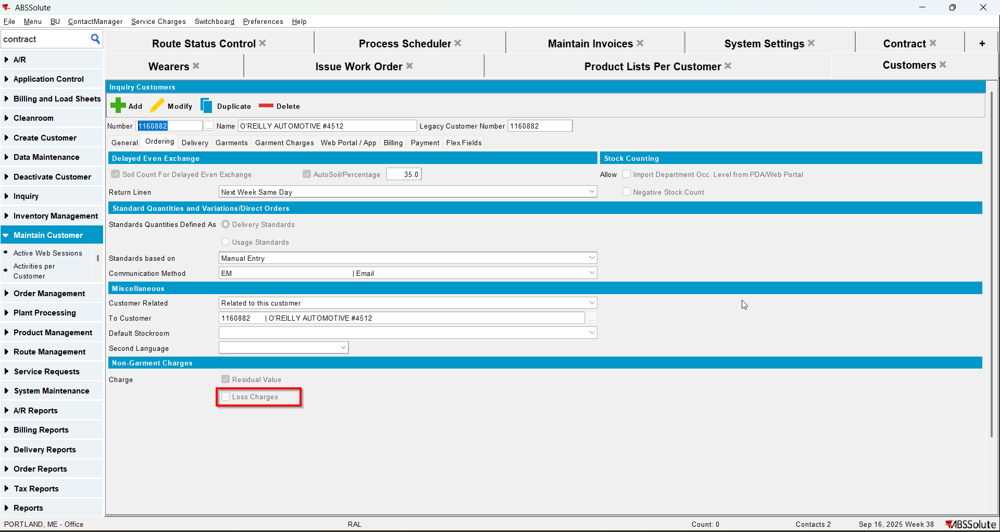 ABSSolute
File Menu BU ContactManager Service Charges Switchboard Preferences Help
contract
Route Status Control Process Scheduler Maintain Invoices System Settings Contract +
Wearers Issue Work Order Product Lists Per Customer Customers
A/R
Application Control
Billing and Load Sheets
Cleanroom
Create Customer
Data Maintenance
Deactivate Customer
Inquiry
Inventory Management
Maintain Customer
Active Web Sessions
Activities per
Customer
Order Management
Plant Processing
Product Management
Route Management
Service Requests
System Maintenance
A/R Reports
Billing Reports
Delivery Reports
Order Reports
Tax Reports
Reports
Inquiry Customers
Add Modify Duplicate Delete
Number 1160882 ... Name O'REILLY AUTOMOTIVE #4512 Legacy Customer Number 1160882
General Ordering Delivery Garments Garment Charges Web Portal / App Billing Payment Flex Fields
Delayed Even Exchange
Soil Count For Delayed Even Exchange AutoSoil/Percentage 35.0
Return Linen Next Week Same Day
Stock Counting
Allow Import Department Occ. Level from PDA/Web Portal
Negative Stock Count
Standard Quantities and Variations/Direct Orders
Standards Quantities Defined As Delivery Standards
Usage Standards
Standards based on Manual Entry
Communication Method EM | Email
Miscellaneous
Customer Related Related to this customer
To Customer 1160882 | O'REILLY AUTOMOTIVE #4512 ...
Default Stockroom
Second Language
Non-Garment Charges
Charge Residual Value
Loss Charges
PORTLAND, ME - Office RAL Count: 0 Contacts 2 Sep 16, 2025 Week 38 ABSSolute